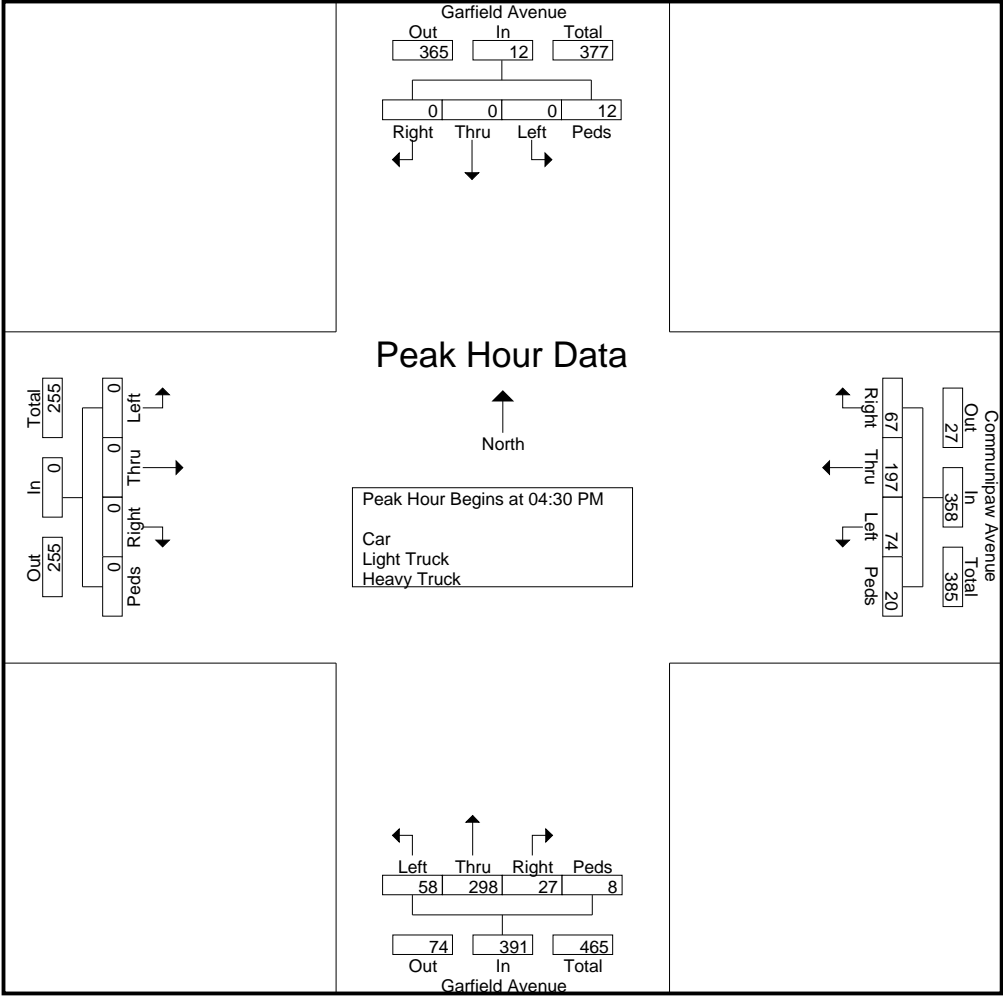 Garfield Avenue
Out In Total
365 12 377
0 0 0 12
Right Thru Left Peds
Peak Hour Data
North
Peak Hour Begins at 04:30 PM
Car
Light Truck
Heavy Truck
Total In Out
255 0 255
0 0 0 0
Left Thru Right Peds
Communipaw Avenue
Out In Total
27 358 385
67 197 74 20
Right Thru Left Peds
Left Thru Right Peds
58 298 27 8
74 391 465
Out In Total
Garfield Avenue